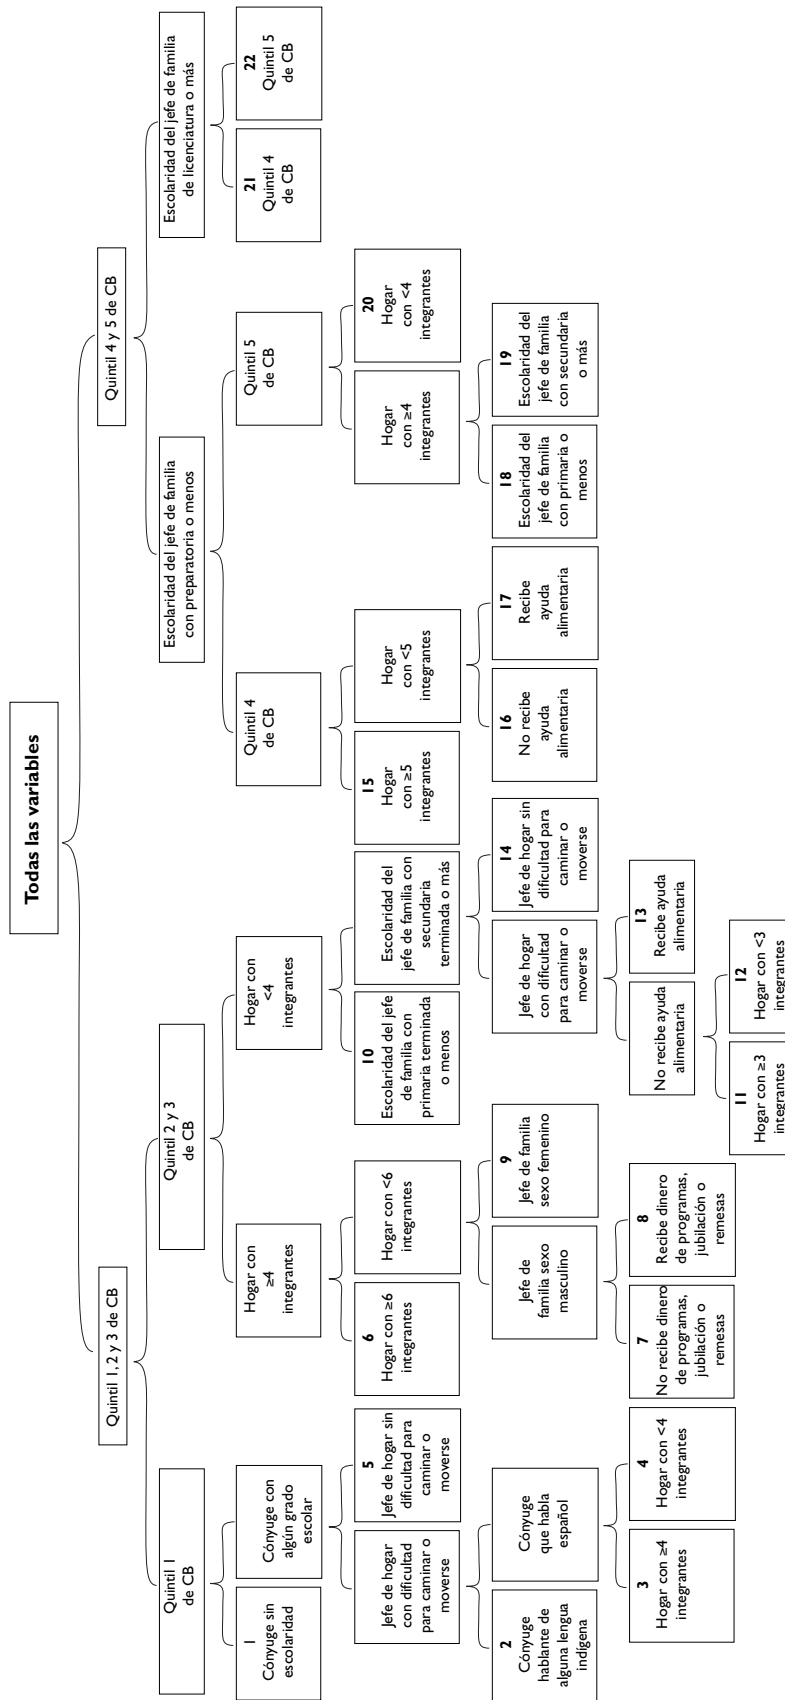 Todas las variables
Quintil 1, 2 y 3 de CB
Quintil 4 y 5 de CB
Quintil 1
de CB
Quintil 2 y 3
de CB
Escolaridad del jefe de familia
con preparatoria o menos
Escolaridad del jefe de familia
de licenciatura o más
1
Cónyuge sin
escolaridad
Cónyuge con
algún grado
escolar
Hogar con
≥4
integrantes
Hogar con
<4
integrantes
Quintil 4
de CB
Quintil 5
de CB
21
Quintil 4
de CB
22
Quintil 5
de CB
Jefe de hogar
con dificultad
para caminar o
moverse
5
Jefe de hogar sin
dificultad para
caminar o
moverse
6
Hogar con ≥6
integrantes
Hogar con <6
integrantes
10
Escolaridad del jefe
de familia con
primaria terminada
o menos
Escolaridad del
jefe de familia con
secundaria
terminada o más
15
Hogar
con ≥5
integrantes
Hogar
con <5
integrantes
Hogar
con ≥4
integrantes
20
Hogar
con <4
integrantes
2
Cónyuge
hablante de
alguna lengua
indígena
Cónyuge
que habla
español
Jefe de
familia sexo
masculino
9
Jefe de familia
sexo femenino
Jefe de hogar
con dificultad
para caminar o
moverse
14
Jefe de hogar sin
dificultad para
caminar o
moverse
16
No recibe
ayuda
alimentaria
17
Recibe
ayuda
alimentaria
18
Escolaridad del
jefe de familia
con primaria o
menos
19
Escolaridad del
jefe de familia
con secundaria
o más
3
Hogar con ≥4
integrantes
4
Hogar con <4
integrantes
7
No recibe dinero
de programas,
jubilación o
remesas
8
Recibe dinero
de programas,
jubilación o
remesas
No recibe ayuda
alimentaria
13
Recibe ayuda
alimentaria
11
Hogar con ≥3
integrantes
12
Hogar con <3
integrantes